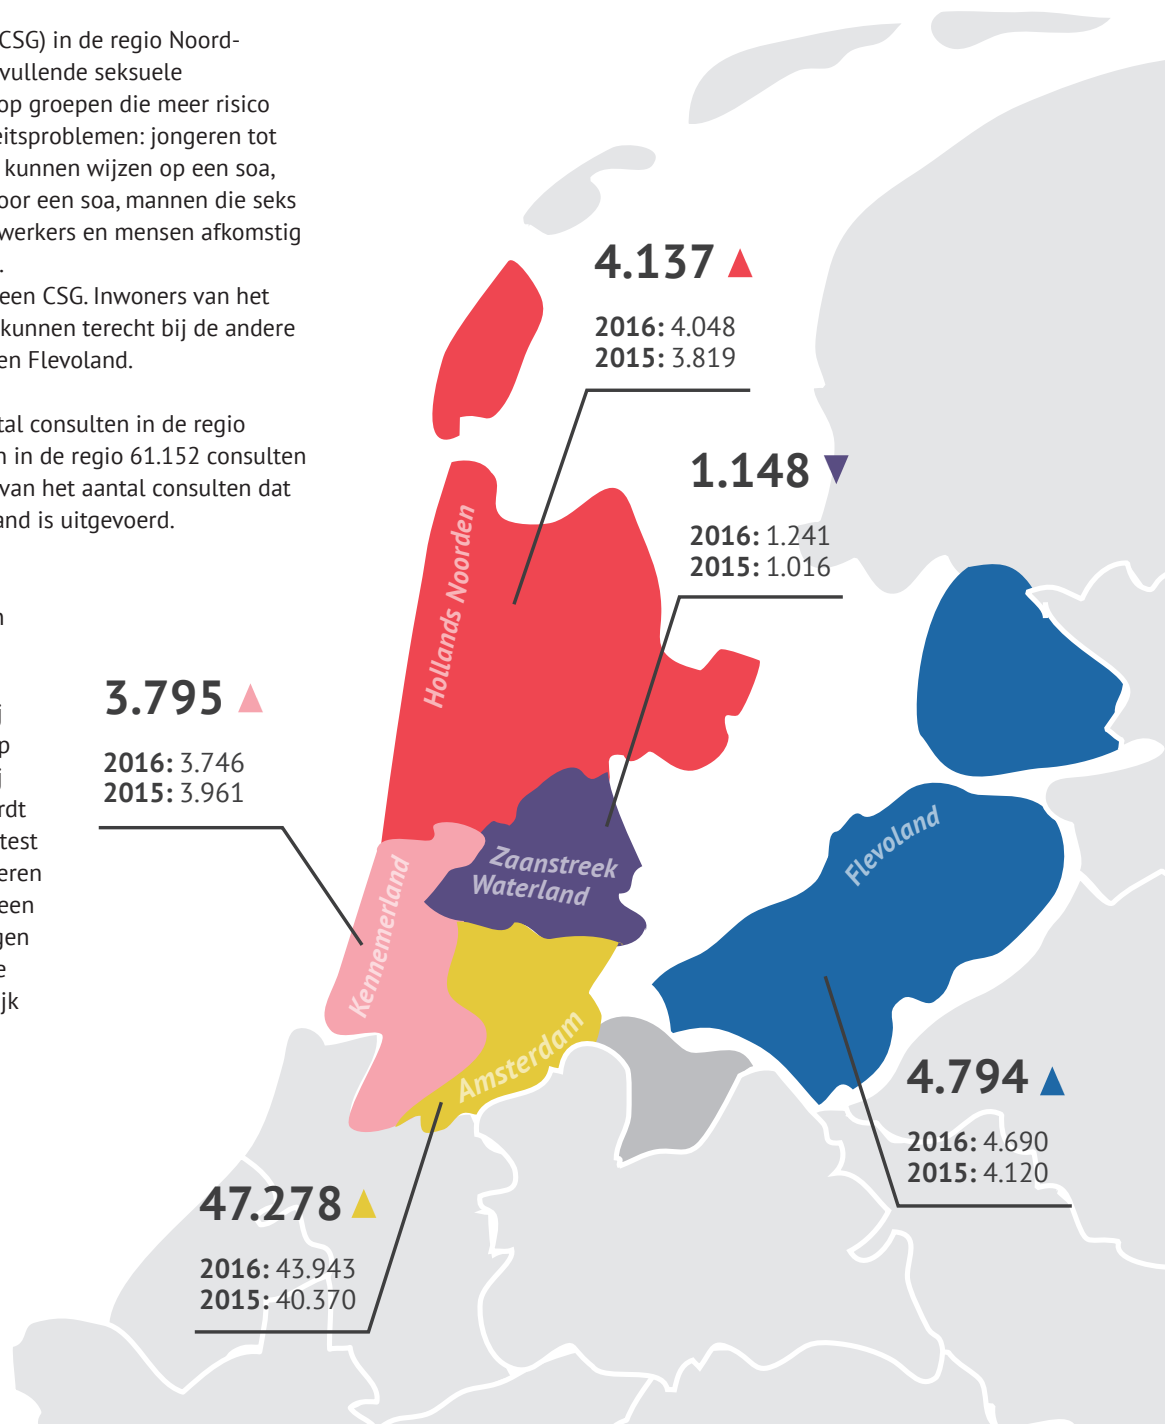 CSG) in de regio Noord-
vullende seksuele
op groepen die meer risico
eitsproblemen: jongeren tot
kunnen wijzen op een soa,
oor een soa, mannen die seks
werkers en mensen afkomstig
.
een CSG. Inwoners van het
kunnen terecht bij de andere
en Flevoland.
tal consulten in de regio
n in de regio 61.152 consulten
van het aantal consulten dat
and is uitgevoerd.
n
j
p
j
rdt
test
eren
een
gen
e
jk
4.137
2016: 4.048
2015: 3.819
1.148
2016: 1.241
2015: 1.016
Hollands Noorden
3.795
2016: 3.746
2015: 3.961
Zaanstreek
Waterland
Flevoland
Kennemerland
Amsterdam
4.794
2016: 4.690
2015: 4.120
47.278
2016: 43.943
2015: 40.370